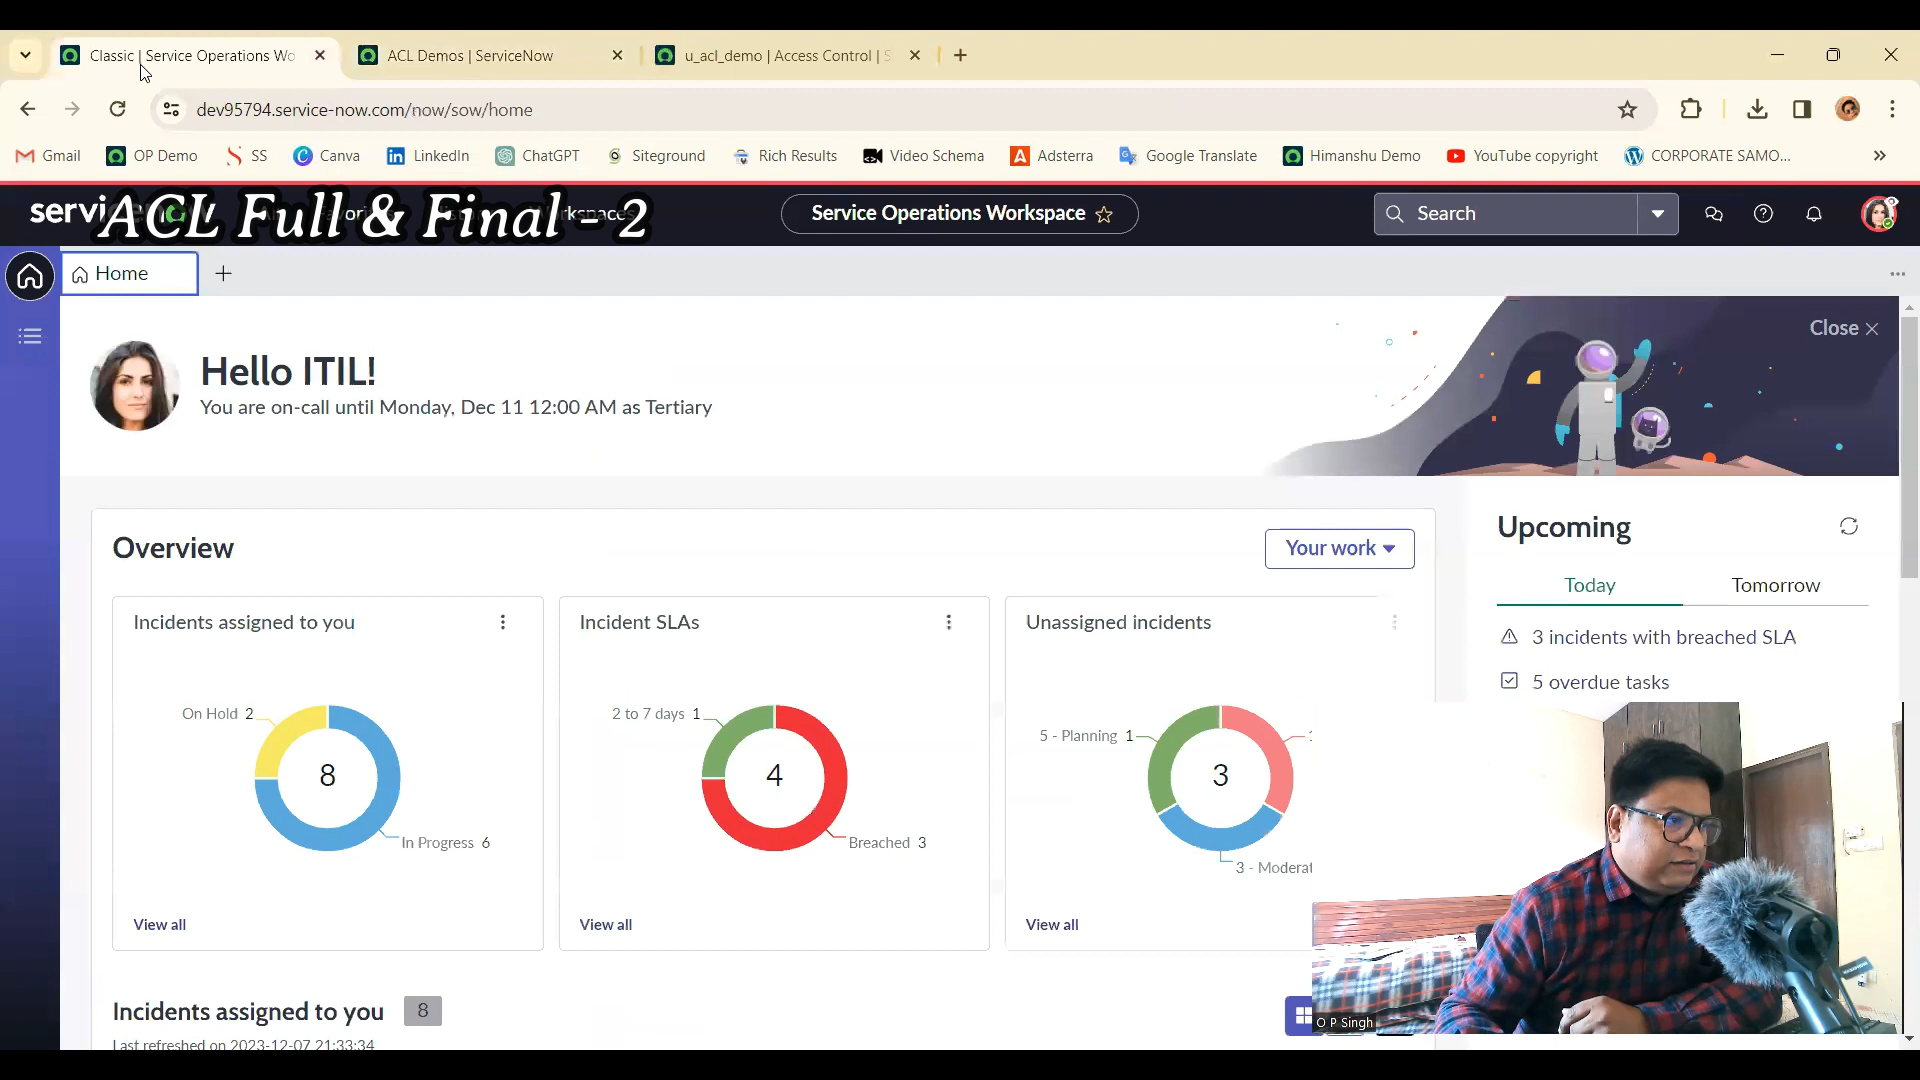 Classic | Service Operations Wo
ACL Demos | ServiceNow
u_acl_demo | Access Control | S
dev95794.service-now.com/now/sow/home
Gmail
OP Demo
SS
Canva
LinkedIn
ChatGPT
Siteground
Rich Results
Video Schema
Adsterra
Google Translate
Himanshu Demo
YouTube copyright
CORPORATE SAMO...
ACL Full & Final - 2
Service Operations Workspace
Search
Home
Close
Hello ITIL!
You are on-call until Monday, Dec 11 12:00 AM as Tertiary
Overview
Your work
Upcoming
Today
Tomorrow
3 incidents with breached SLA
5 overdue tasks
Incidents assigned to you
On Hold 2
8
In Progress 6
View all
Incident SLAs
2 to 7 days 1
4
Breached 3
View all
Unassigned incidents
5 - Planning 1
3
3 - Moderat
View all
Incidents assigned to you 8
Last refreshed on 2023-12-07 21:33:34
O P Singh